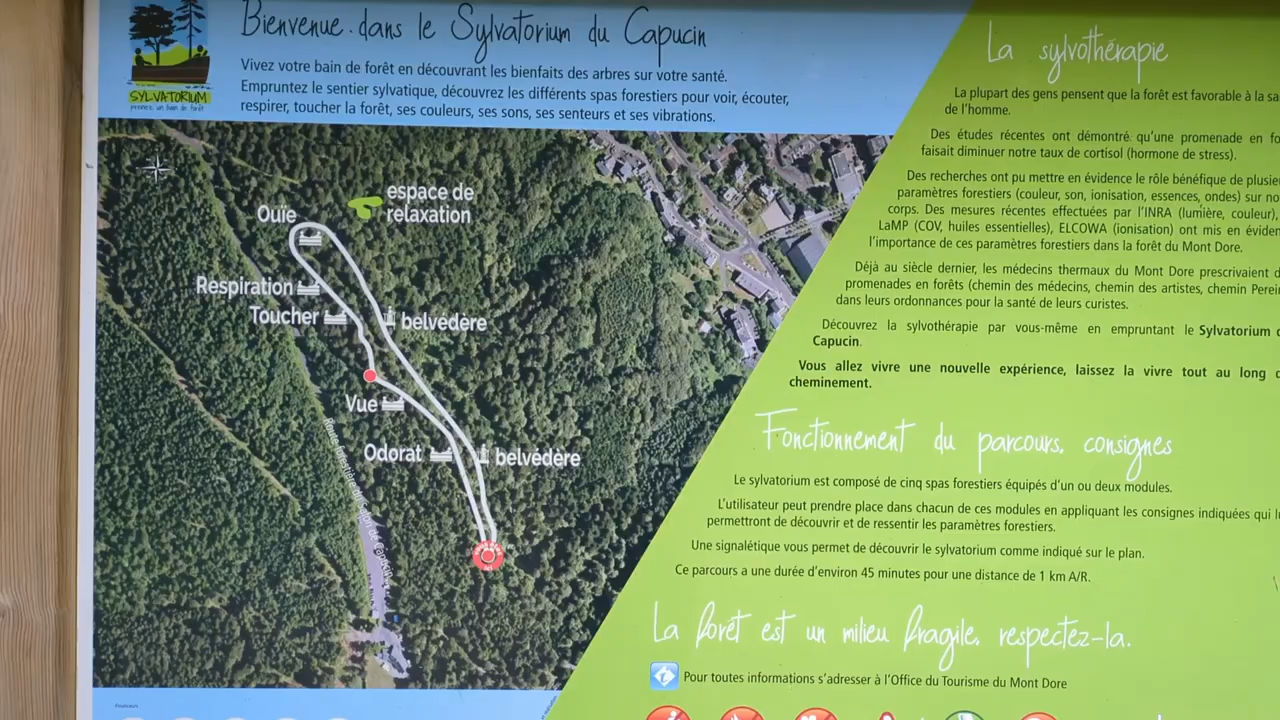 Bienvenue dans le Sylvatorium du Capucin
Vivez votre bain de forêt en découvrant les bienfaits des arbres sur votre santé.
Empruntez le sentier sylvatique, découvrez les différents spas forestiers pour voir, écouter,
respirer, toucher la forêt, ses couleurs, ses sons, ses senteurs et ses vibrations.
SYLVATORIUM
prenez un bain de forêt
espace de
relaxation
Ouïe
Respiration
Toucher
belvédère
Vue
Odorat
belvédère
La sylvothérapie
La plupart des gens pensent que la forêt est favorable à la
de l'homme.
Des études récentes ont démontré qu'une promenade en
faisait diminuer notre taux de cortisol (hormone de stress).
Des recherches ont pu mettre en évidence le rôle bénéfique de
paramètres forestiers (couleur, son, ionisation, essences, ondes) sur
corps. Des mesures récentes effectuées par l'INRA (lumière, couleur),
LaMP (COV, huiles essentielles), ELCOWA (ionisation) ont mis en
l'importance de ces paramètres forestiers dans la forêt du Mont Dore.
Déjà au siècle dernier, les médecins thermaux du Mont Dore prescrivaient
promenades en forêts (chemin des médecins, chemin des artistes, chemin
dans leurs ordonnances pour la santé de leurs curistes.
Découvrez la sylvothérapie par vous-même en empruntant le Sylvatorium
Capucin.
Vous allez vivre une nouvelle expérience, laissez la vivre tout au long
cheminement.
Fonctionnement du parcours, consignes
Le sylvatorium est composé de cinq spas forestiers équipés d'un ou deux modules.
L'utilisateur peut prendre place dans chacun de ces modules en appliquant les consignes indiquées qui
permettront de découvrir et de ressentir les paramètres forestiers.
Une signalétique vous permet de découvrir le sylvatorium comme indiqué sur le plan.
Ce parcours a une durée d'environ 45 minutes pour une distance de 1 km A/R.
La forêt est un milieu fragile, respectez-la.
Pour toutes informations s'adresser à l'Office du Tourisme du Mont Dore